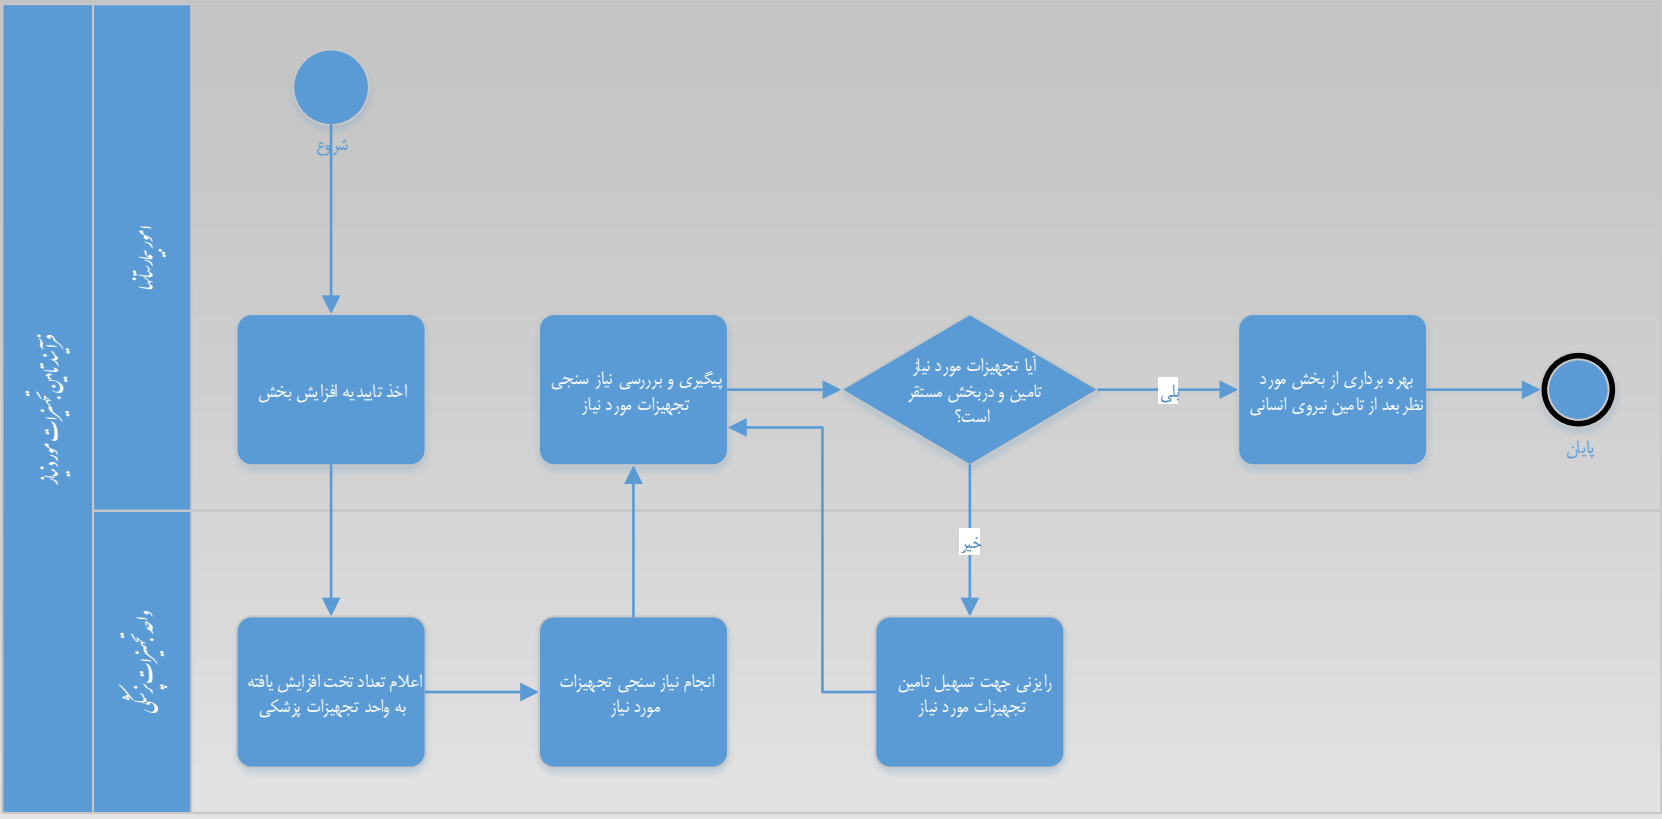 فرآیند تامین تجهیزات مورد نیاز
امور بیمارستانها
واحد تجهیزات پزشکی
شروع
اخذ تاییدیه افزایش بخش
پیگیری و برررسی نیاز سنجی
تجهیزات مورد نیاز
آیا تجهیزات مورد نیاز
تامین و دربخش مستقر
است؟
بلی
بهره برداری از بخش مورد
نظر بعد از تامین نیروی انسانی
پایان
خیر
اعلام تعداد تخت افزایش یافته
به واحد تجهیزات پزشکی
انجام نیاز سنجی تجهیزات
مورد نیاز
رایزنی جهت تسهیل تامین
تجهیزات مورد نیاز